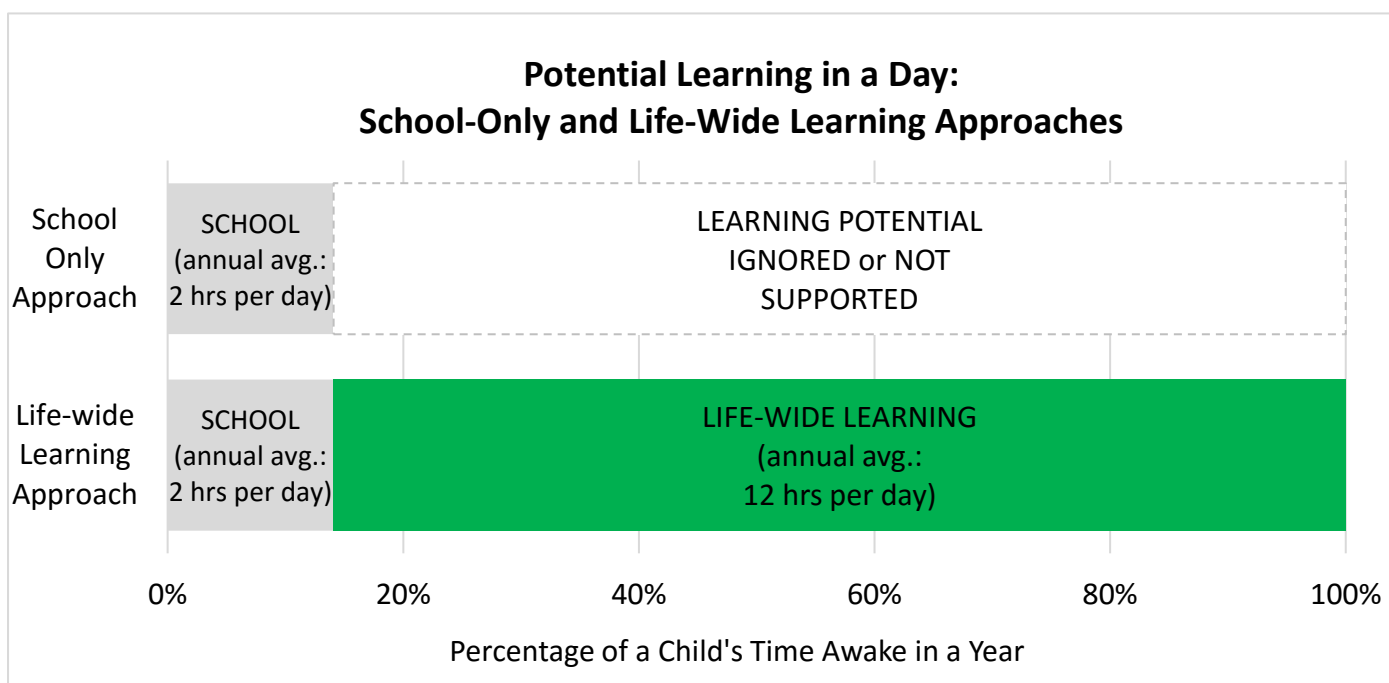 Potential Learning in a Day:
School-Only and Life-Wide Learning Approaches
School
Only
Approach
SCHOOL
(annual avg.:
2 hrs per day)
LEARNING POTENTIAL
IGNORED or NOT
SUPPORTED
Life-wide
Learning
Approach
SCHOOL
(annual avg.:
2 hrs per day)
LIFE-WIDE LEARNING
(annual avg.:
12 hrs per day)
0% 20% 40% 60% 80% 100%
Percentage of a Child's Time Awake in a Year